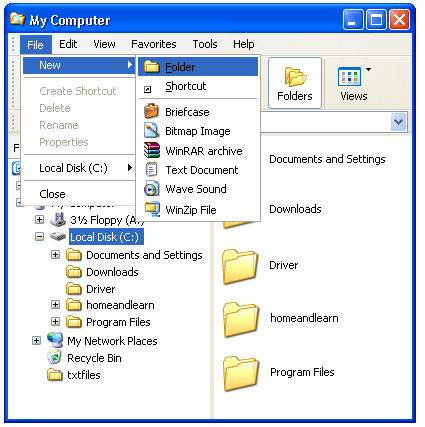 My Computer
File Edit View Favorites Tools Help
New
Create Shortcut
Delete
Rename
Properties
Local Disk (C:)
Close
Folder
Shortcut
Briefcase
Bitmap Image
WinRAR archive
Text Document
Wave Sound
WinZip File
Folders Views
3½ Floppy (A:)
Local Disk (C:)
Documents and Settings
Downloads
Driver
homeandlearn
Program Files
My Network Places
Recycle Bin
txtfiles
Documents and Settings
Downloads
Driver
homeandlearn
Program Files